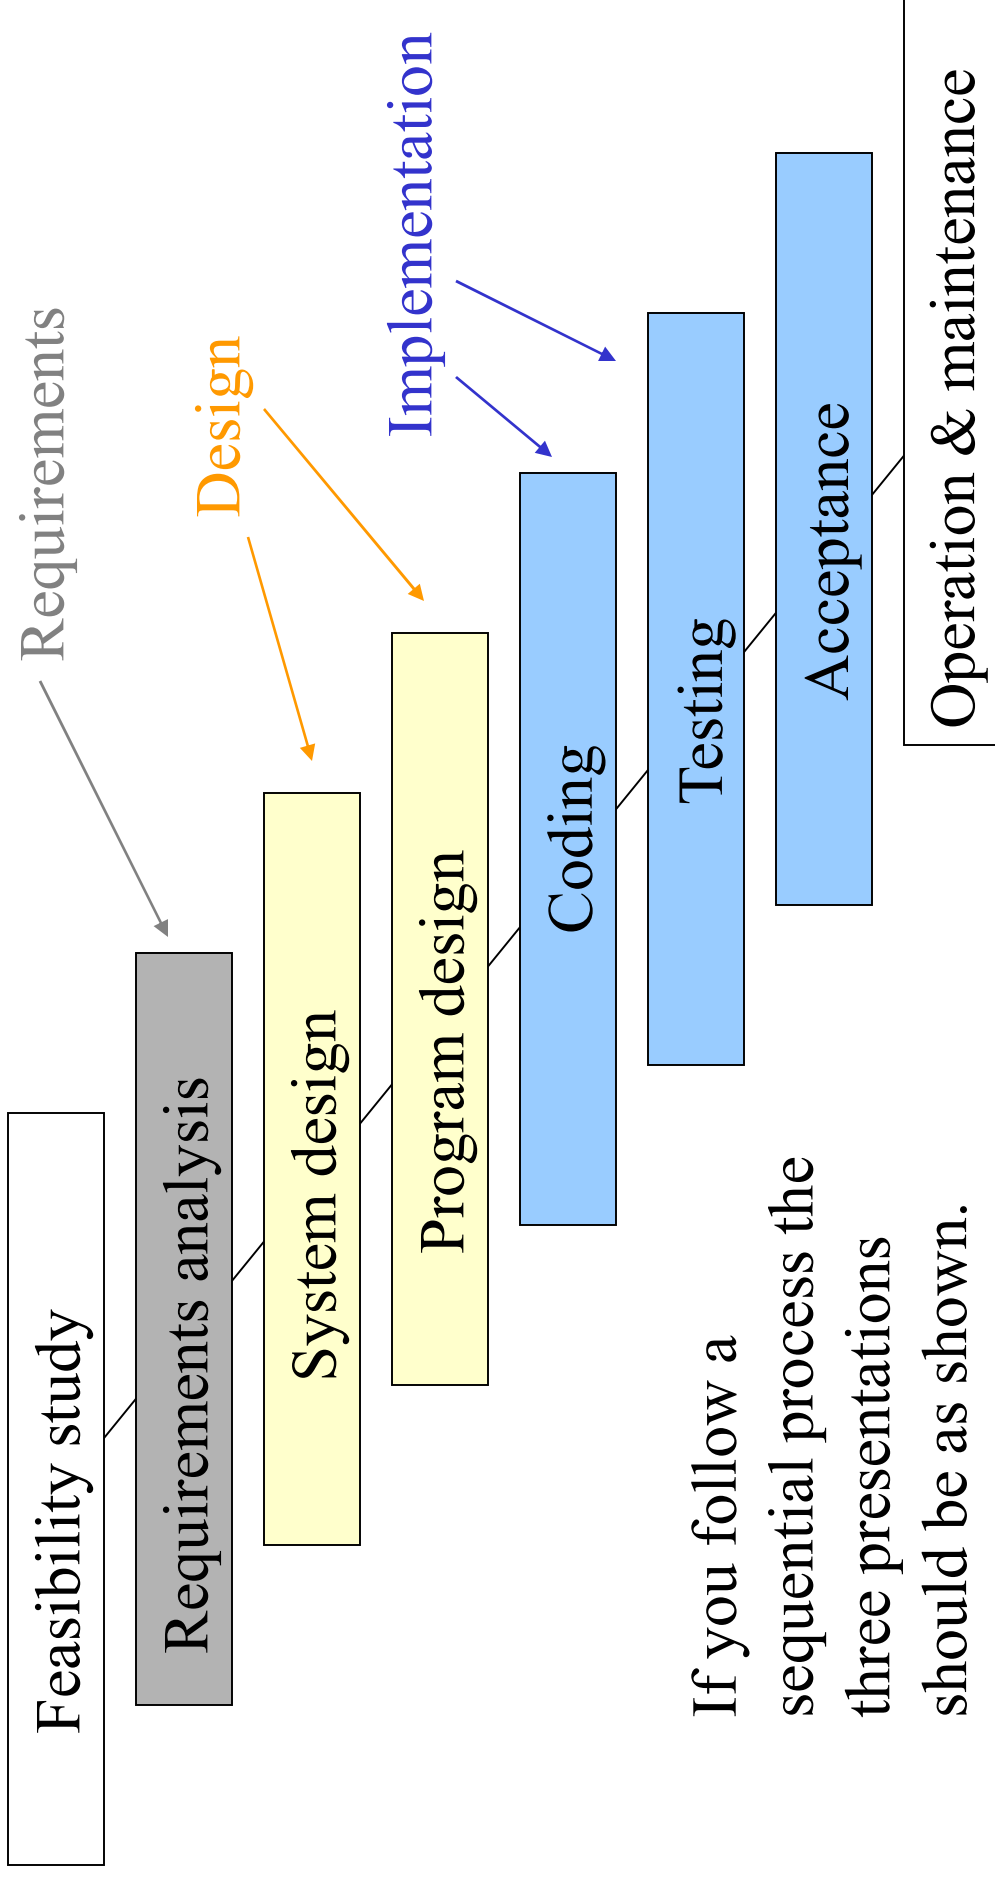 Requirements
Feasibility study
Design
Requirements analysis
System design
Implementation
Program design
Coding
Testing
If you follow a
sequential process the
three presentations
should be as shown.
Acceptance
Operation & maintenance